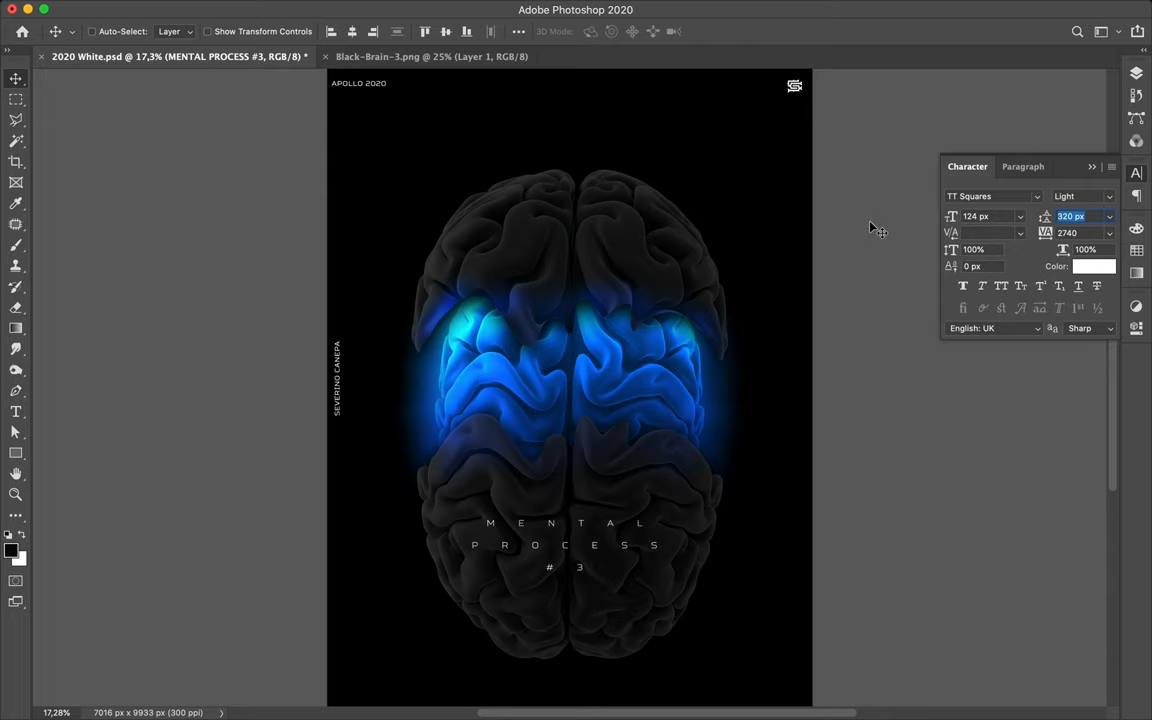 Adobe Photoshop 2020
Auto-Select: Layer Show Transform Controls 3D Mode:
2020 White.psd @ 17,3% (MENTAL PROCESS #3, RGB/8) * Black-Brain-3.png @ 25% (Layer 1, RGB/8)
APOLLO 2020
SEVERINO CANEPA
MENTAL
PROCESS
#3
Character Paragraph
TT Squares Light
124 px 320 px
2740
100% 100%
0 px Color:
English: UK Sharp
17,28% 7016 px x 9933 px (300 ppi)